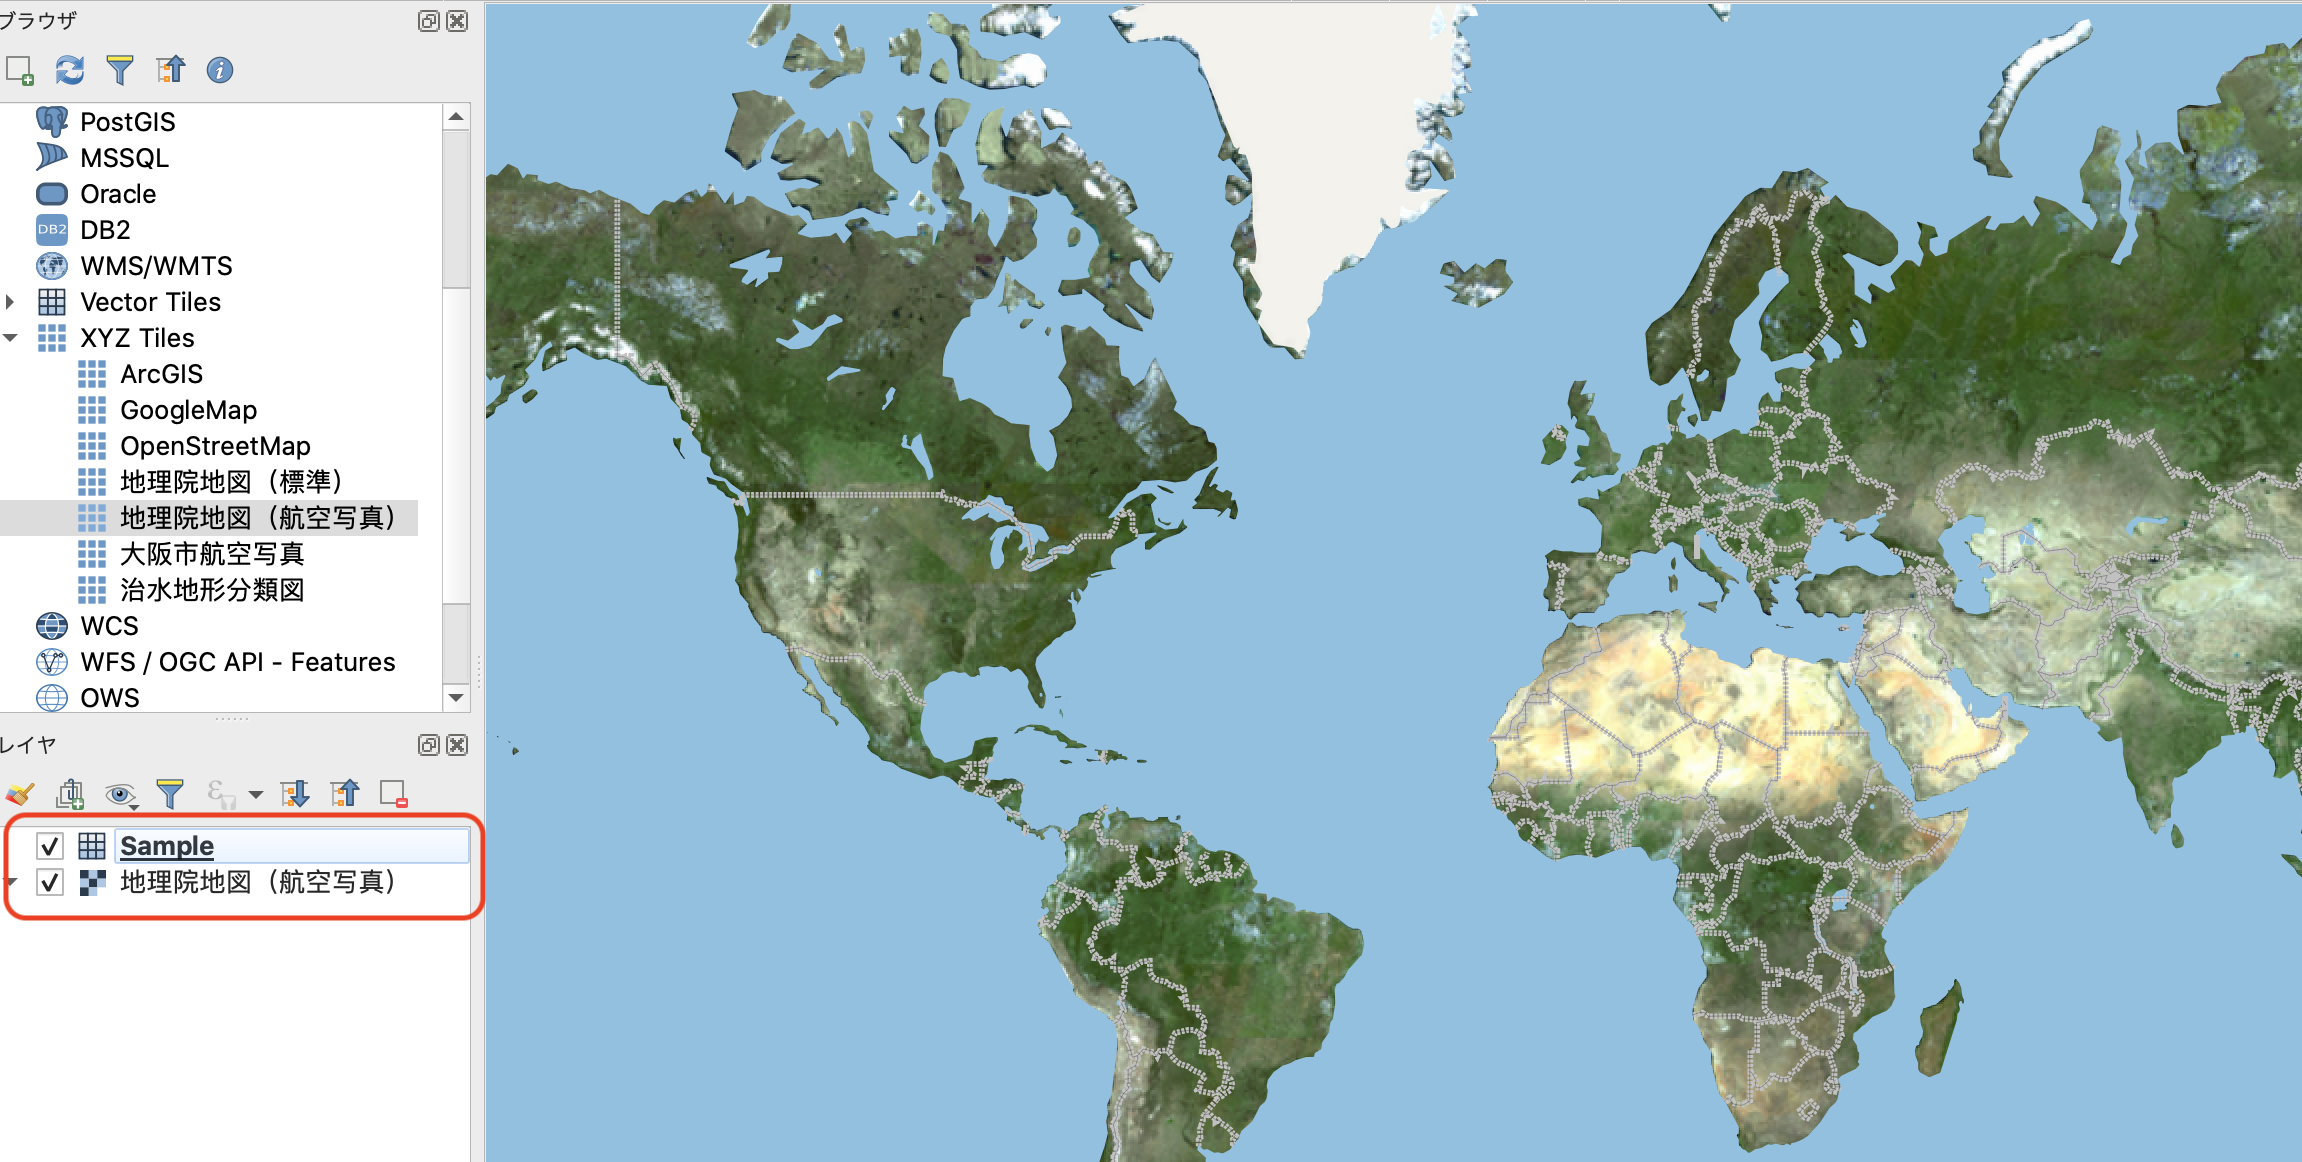 ブラウザ
PostGIS
MSSQL
Oracle
DB2
DB2
WMS/WMTS
Vector Tiles
XYZ Tiles
ArcGIS
GoogleMap
OpenStreetMap
地理院地図（標準）
地理院地図（航空写真）
大阪市航空写真
治水地形分類図
WCS
WFS / OGC API - Features
OWS
レイヤ
Sample
地理院地図（航空写真）